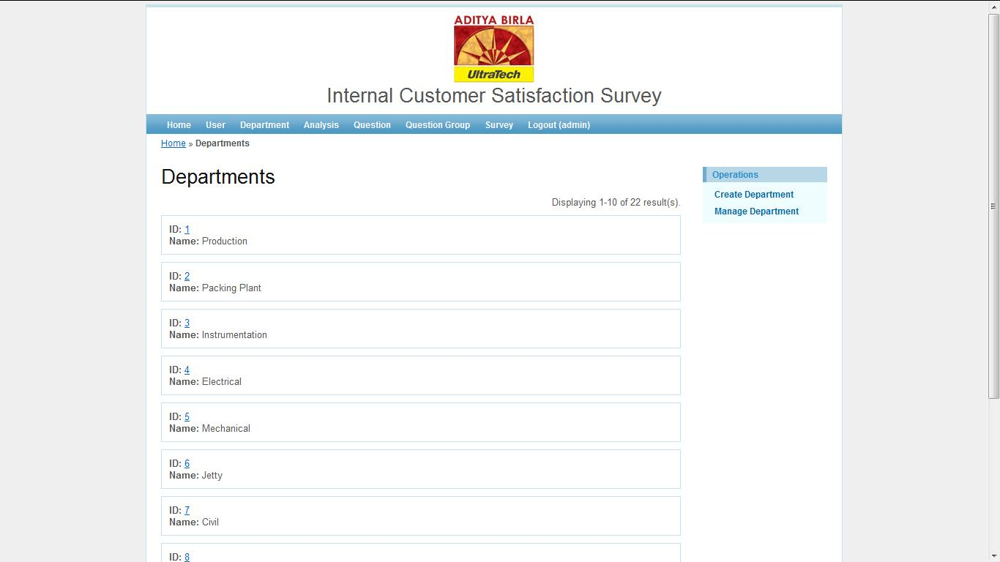 ADITYA BIRLA
UltraTech
Internal Customer Satisfaction Survey
Home User Department Analysis Question Question Group Survey Logout (admin)
Home » Departments
Departments
Operations
Create Department
Manage Department
Displaying 1-10 of 22 result(s).
ID: 1
Name: Production
ID: 2
Name: Packing Plant
ID: 3
Name: Instrumentation
ID: 4
Name: Electrical
ID: 5
Name: Mechanical
ID: 6
Name: Jetty
ID: 7
Name: Civil
ID: 8